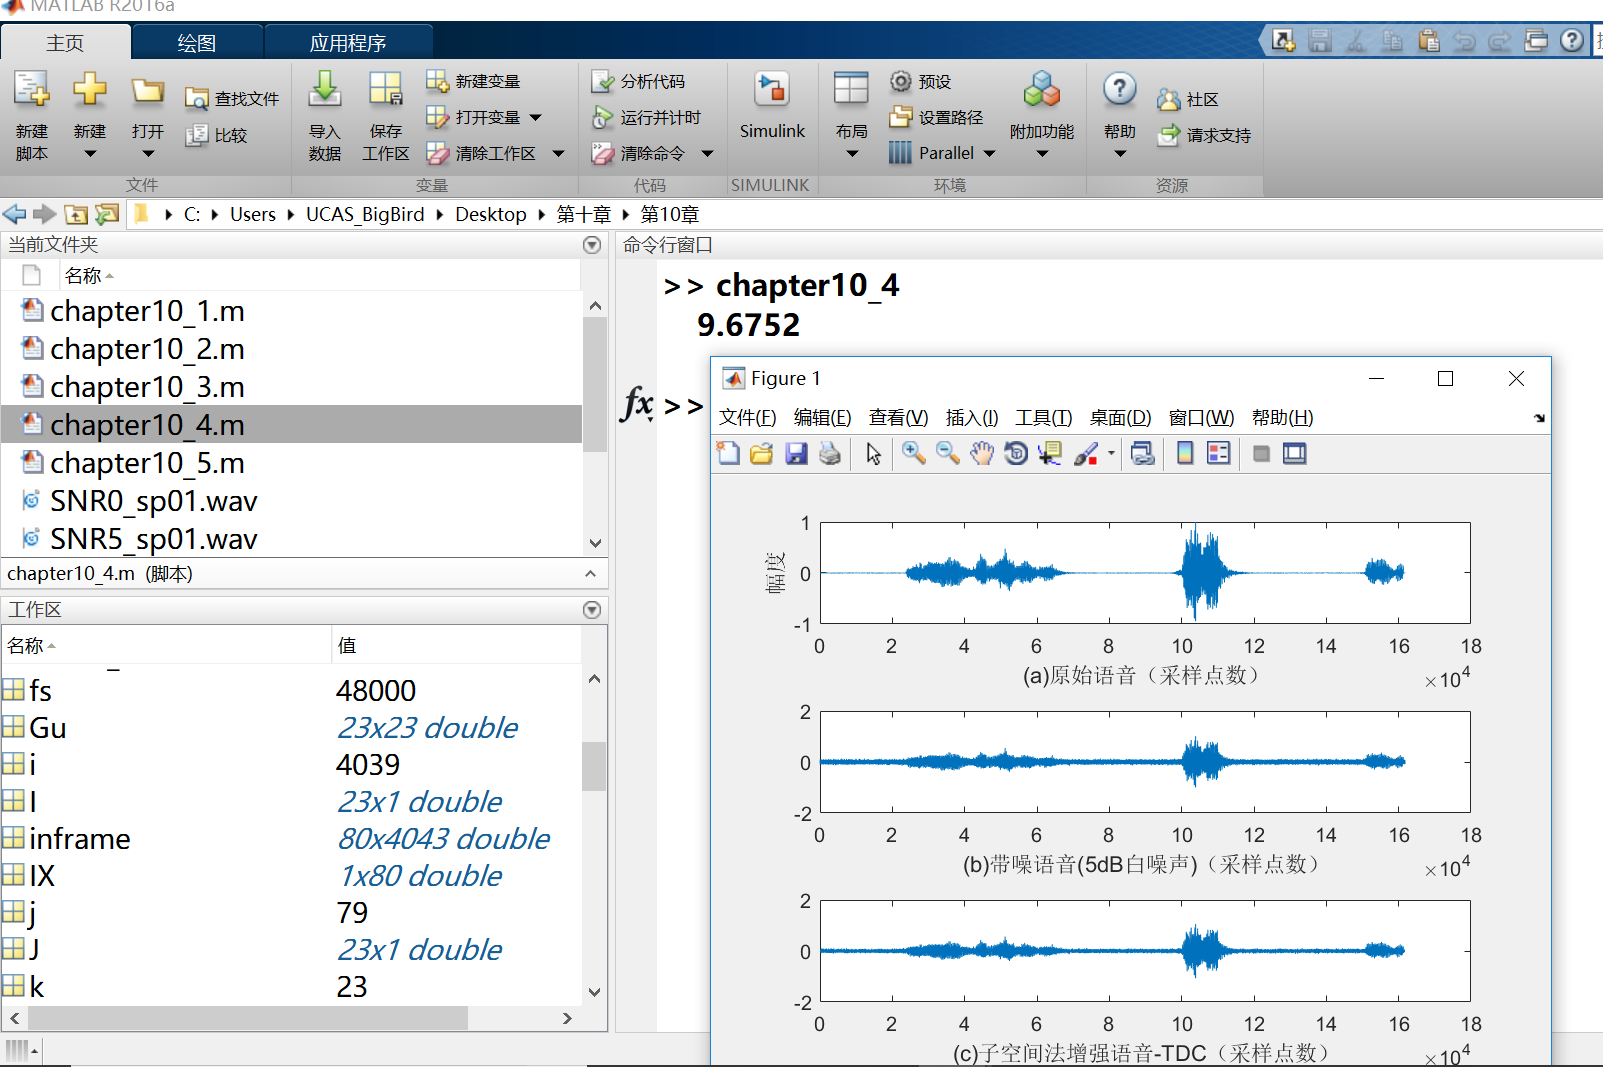 MATLAB R2016a
主页 绘图 应用程序
新建脚本 新建 打开 查找文件 比较 导入数据 保存工作区 新建变量 打开变量 清除工作区 分析代码 运行并计时 清除命令 Simulink 布局 预设 设置路径 Parallel 附加功能 帮助 社区 请求支持
文件 变量 代码 SIMULINK 环境 资源
C: Users UCAS_BigBird Desktop 第十章 第10章
当前文件夹
名称
chapter10_1.m
chapter10_2.m
chapter10_3.m
chapter10_4.m
chapter10_5.m
SNR0_sp01.wav
SNR5_sp01.wav
chapter10_4.m (脚本)
工作区
名称 值
fs 48000
Gu 23x23 double
i 4039
I 23x1 double
inframe 80x4043 double
IX 1x80 double
j 79
J 23x1 double
k 23
命令行窗口
>> chapter10_4
9.6752
fx >>
Figure 1
文件(F) 编辑(E) 查看(V) 插入(I) 工具(T) 桌面(D) 窗口(W) 帮助(H)
1
幅度
0
-1
0 2 4 6 8 10 12 14 16 18
(a)原始语音（采样点数） ×10^4
2
0
-2
0 2 4 6 8 10 12 14 16 18
(b)带噪语音(5dB白噪声)（采样点数） ×10^4
2
0
-2
0 2 4 6 8 10 12 14 16 18
(c)子空间法增强语音-TDC（采样点数） ×10^4